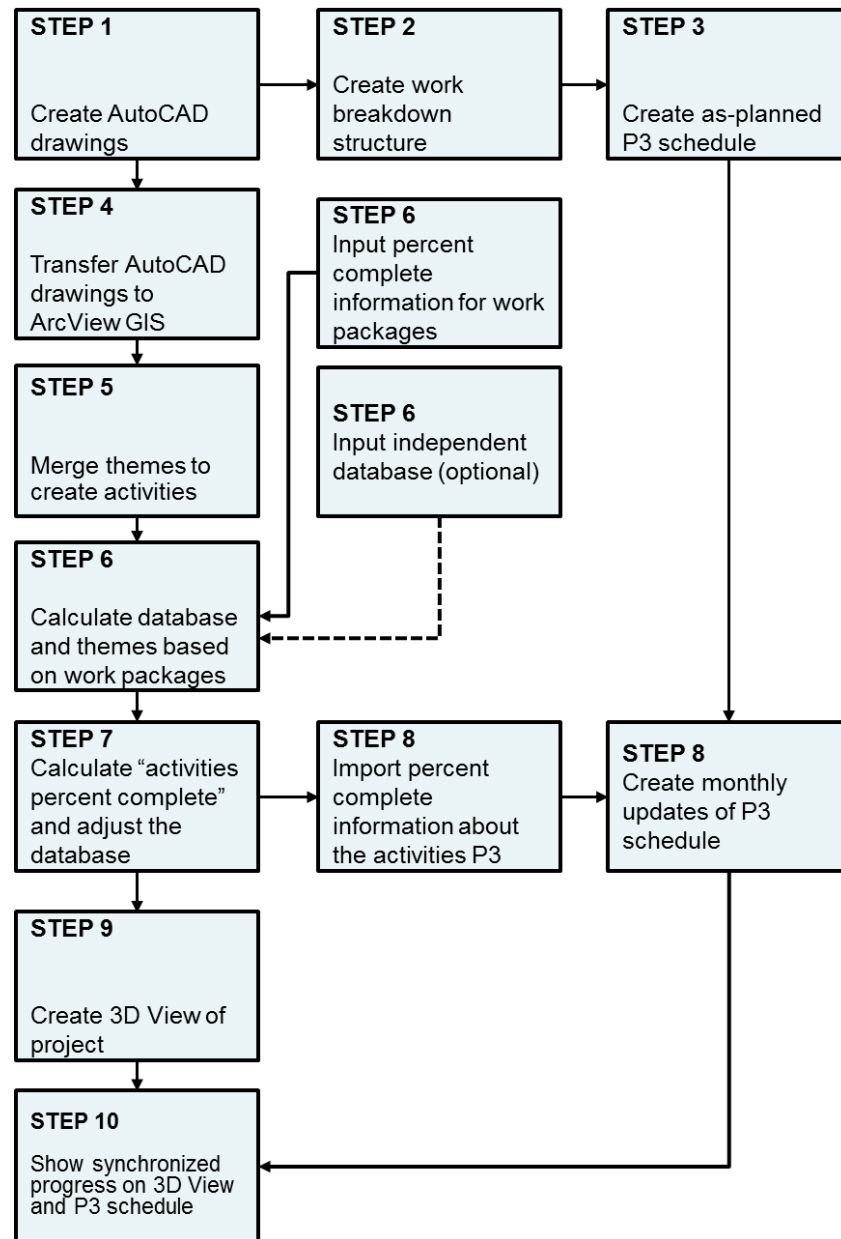 STEP 1
Create AutoCAD
drawings
STEP 2
Create work
breakdown
structure
STEP 3
Create as-planned
P3 schedule
STEP 4
Transfer AutoCAD
drawings to
ArcView GIS
STEP 6
Input percent
complete
information for work
packages
STEP 5
Merge themes to
create activities
STEP 6
Input independent
database (optional)
STEP 6
Calculate database
and themes based
on work packages
STEP 7
Calculate “activities
percent complete”
and adjust the
database
STEP 8
Import percent
complete
information about
the activities P3
STEP 8
Create monthly
updates of P3
schedule
STEP 9
Create 3D View of
project
STEP 10
Show synchronized
progress on 3D View
and P3 schedule